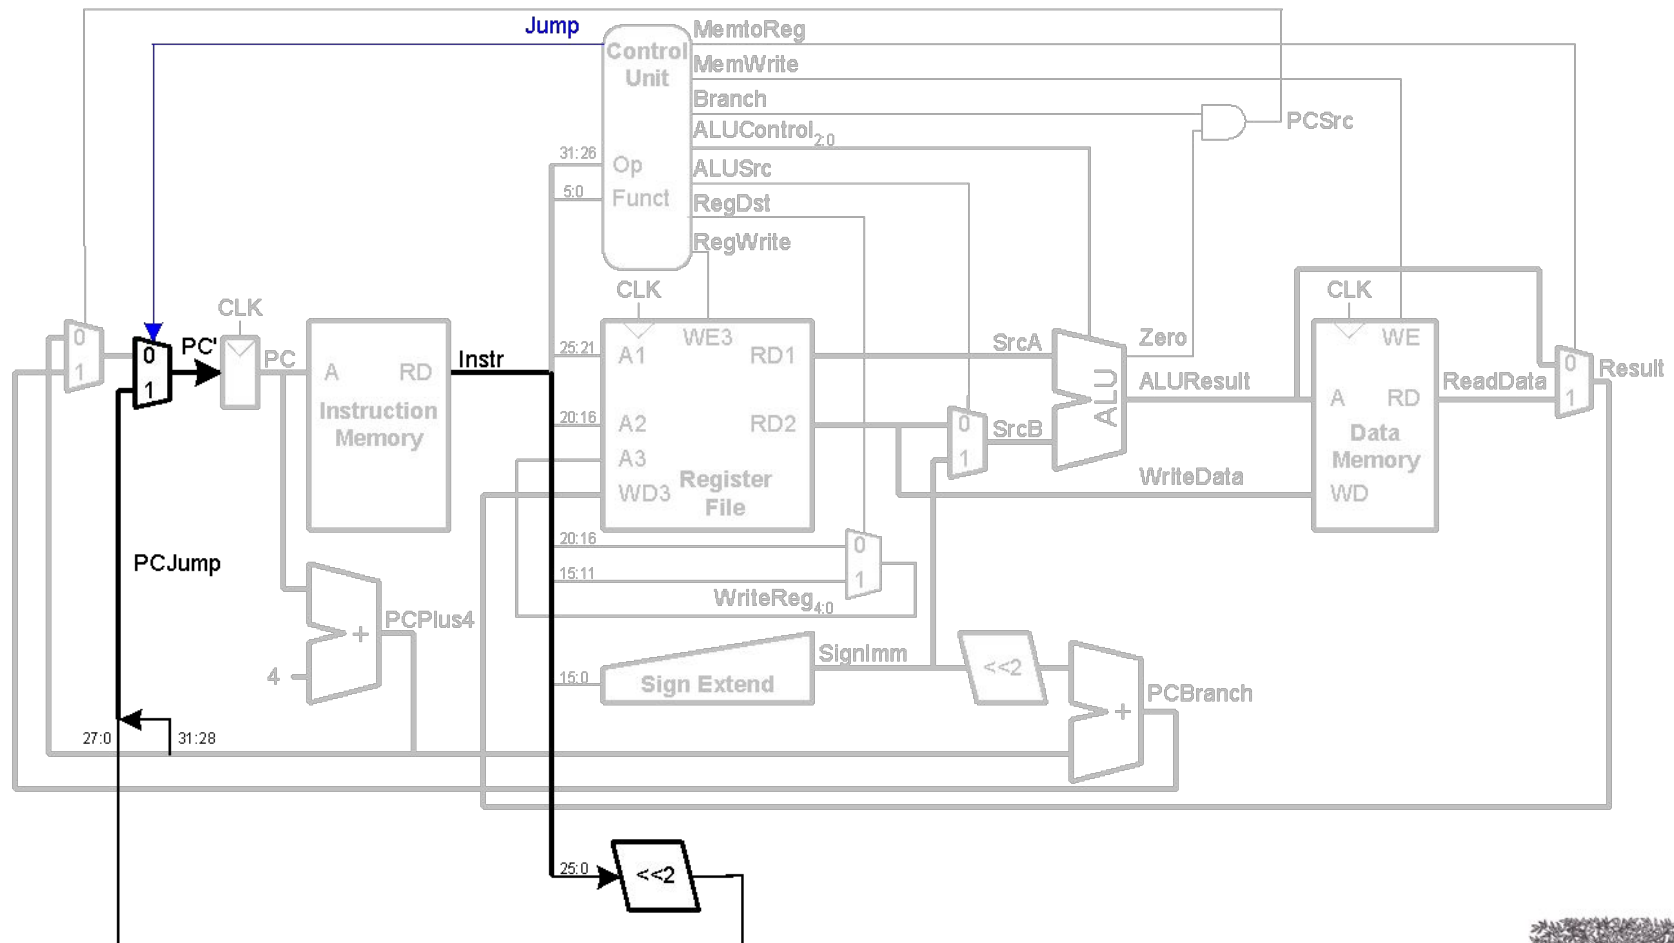 Jump
MemtoReg
Control
Unit
MemWrite
Branch
ALUControl2:0
PCSrc
31:26
Op
ALUSrc
5:0
Funct
RegDst
RegWrite
CLK
CLK
CLK
0
1
0
1
PC'
PC
A
RD
Instruction
Memory
Instr
25:21
A1
WE3
RD1
20:16
A2
RD2
A3
WD3
Register
File
SrcA
0
1
SrcB
ALU
Zero
ALUResult
WE
A
RD
Data
Memory
WD
ReadData
0
1
Result
WriteData
20:16
0
15:11
1
WriteReg4:0
PCJump
PCPlus4
+
4
SignImm
15:0
Sign Extend
<<2
PCBranch
+
27:0
31:28
25:0
<<2